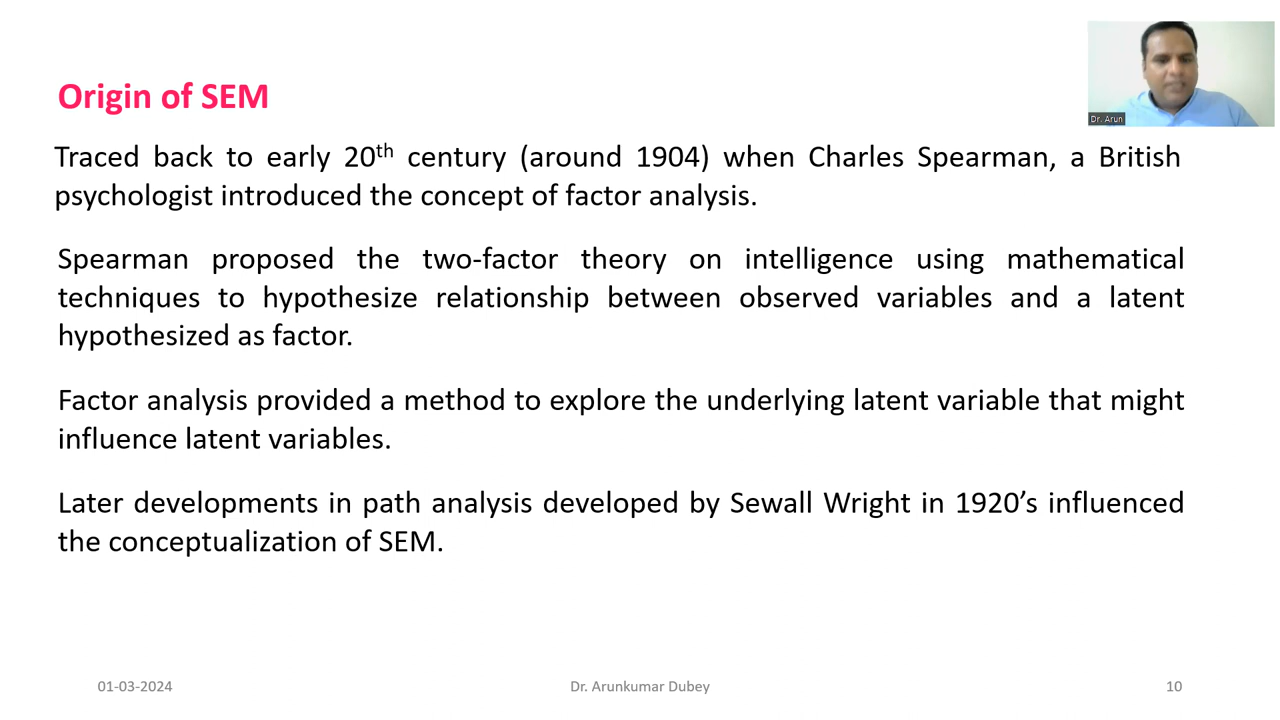 Dr. Arun
Origin of SEM
Traced back to early 20th century (around 1904) when Charles Spearman, a British
psychologist introduced the concept of factor analysis.
Spearman proposed the two-factor theory on intelligence using mathematical
techniques to hypothesize relationship between observed variables and a latent
hypothesized as factor.
Factor analysis provided a method to explore the underlying latent variable that might
influence latent variables.
Later developments in path analysis developed by Sewall Wright in 1920’s influenced
the conceptualization of SEM.
01-03-2024
Dr. Arunkumar Dubey
10